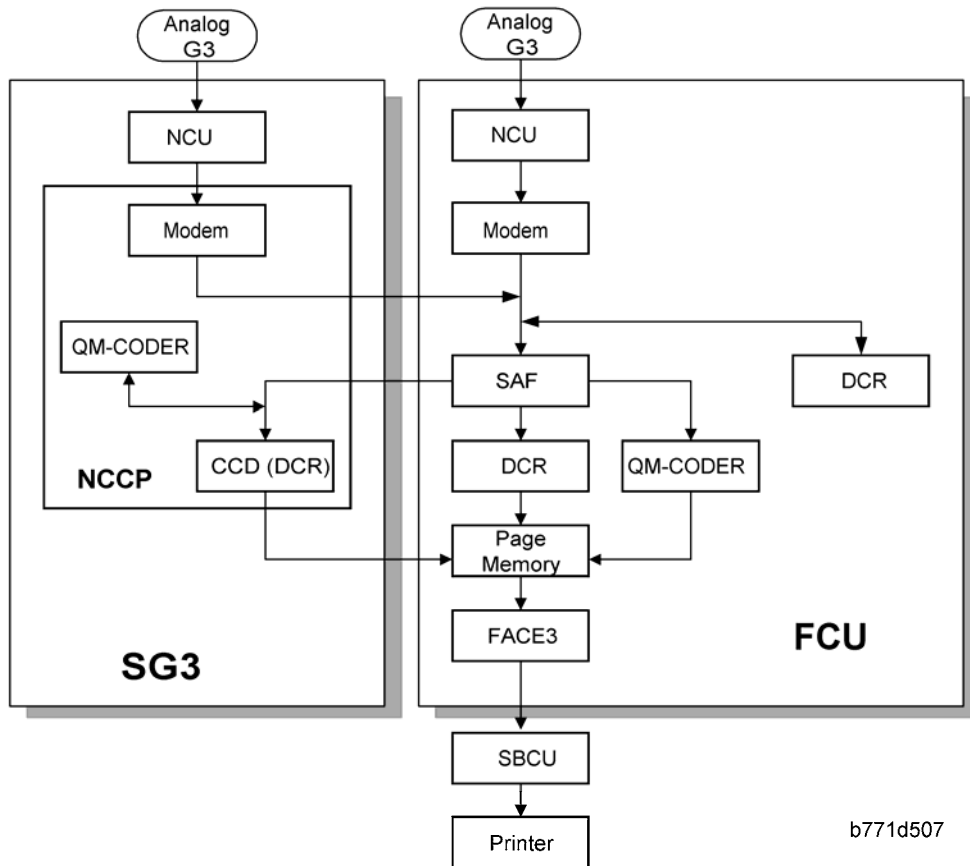 Analog
G3
Analog
G3
NCU
NCU
Modem
Modem
QM-CODER
SAF
DCR
CCD (DCR)
DCR
QM-CODER
NCCP
Page
Memory
FACE3
SG3
FCU
SBCU
Printer
b771d507